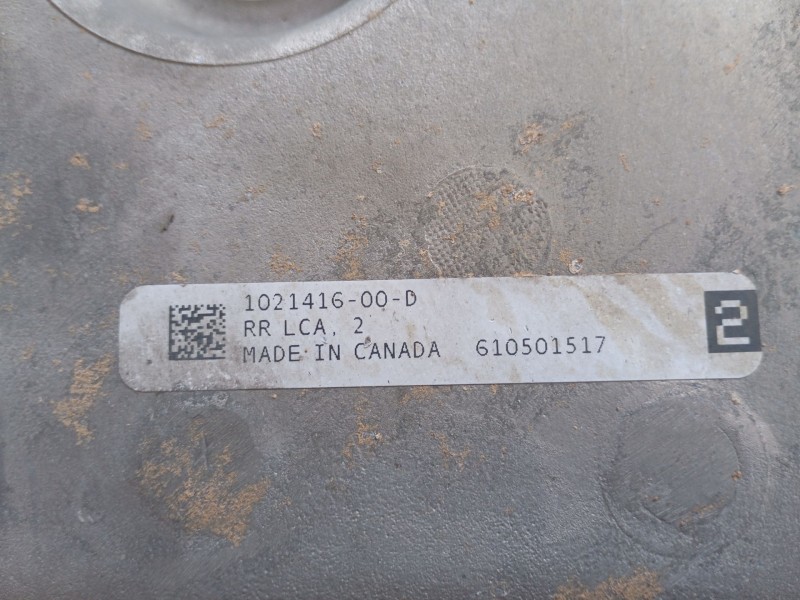 1021416-00-D
RR LCA, 2
MADE IN CANADA 610501517
2